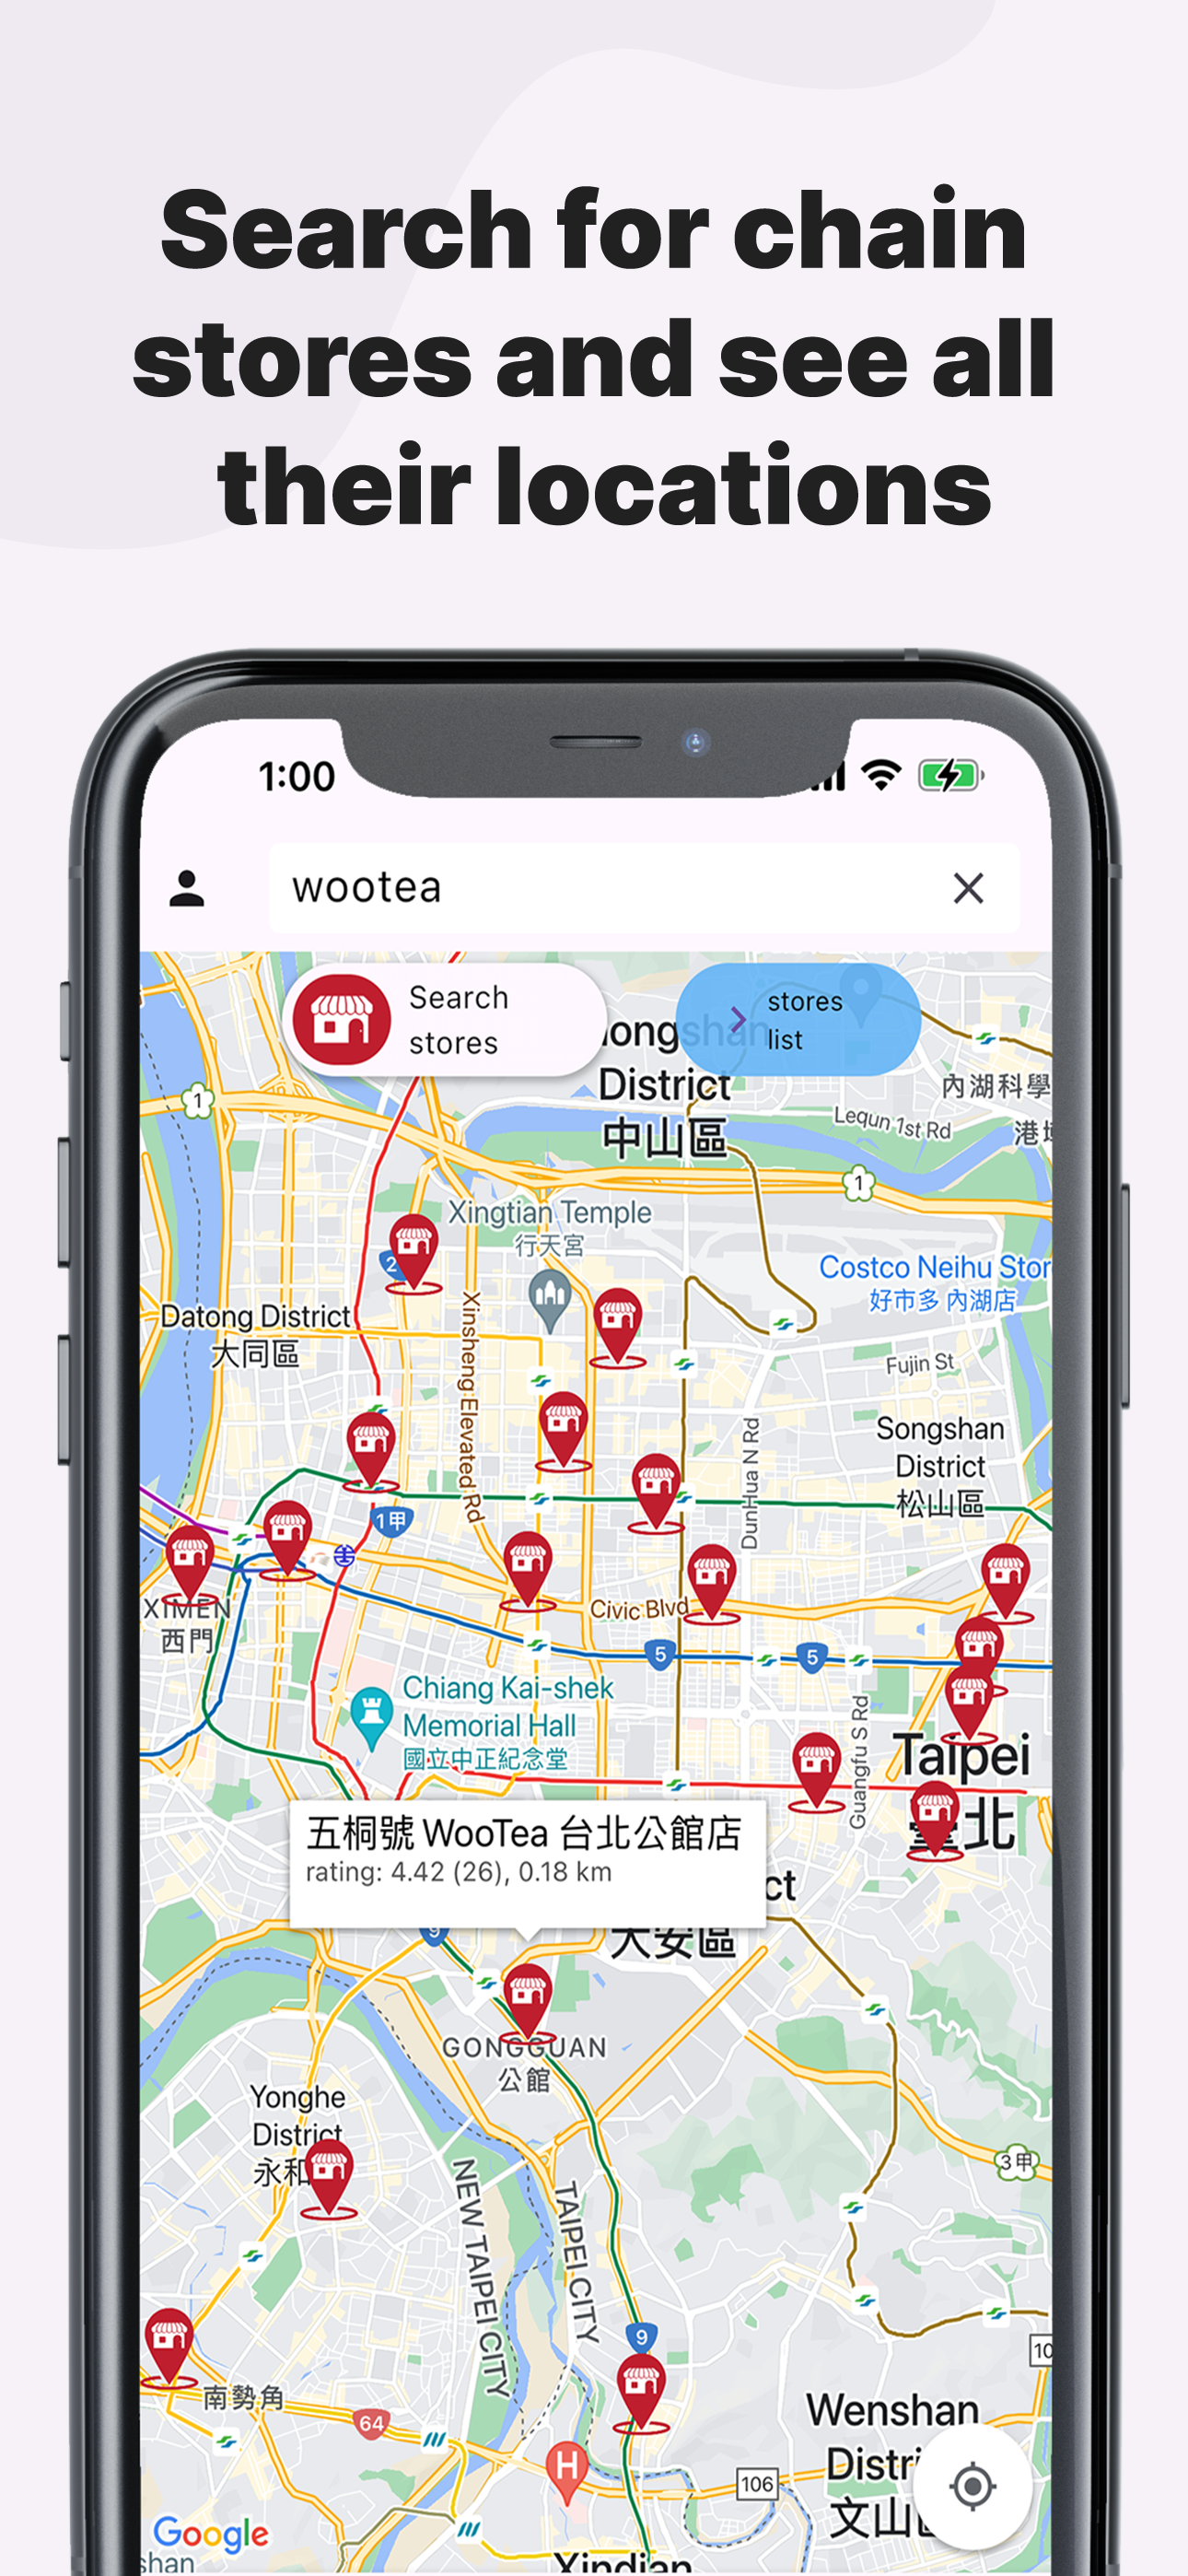 Search for chain
stores and see all
their locations
1:00
wootea
Search
stores
stores
list
District
中山區
內湖科學
Lequn 1st Rd
1
1
Xingtian Temple
行天宮
2
Costco Neihu Stor
好市多 內湖店
Datong District
大同區
Xinsheng Elevated Rd
Fujin St
DunHua N Rd
Songshan
District
松山區
1甲
XIMEN
西門
Civic Blvd
5
5
Chiang Kai-shek
Memorial Hall
國立中正紀念堂
Guangfu S Rd
Taipei
臺北
五桐號 WooTea 台北公館店
rating: 4.42 (26), 0.18 km
ct
大安區
9
GONGGUAN
公館
Yonghe
District
永和
3甲
NEW TAIPEI CITY
TAIPEI CITY
9
10
南勢角
64
H
106
Wenshan
Distri
文山
Google
shan
Xindian